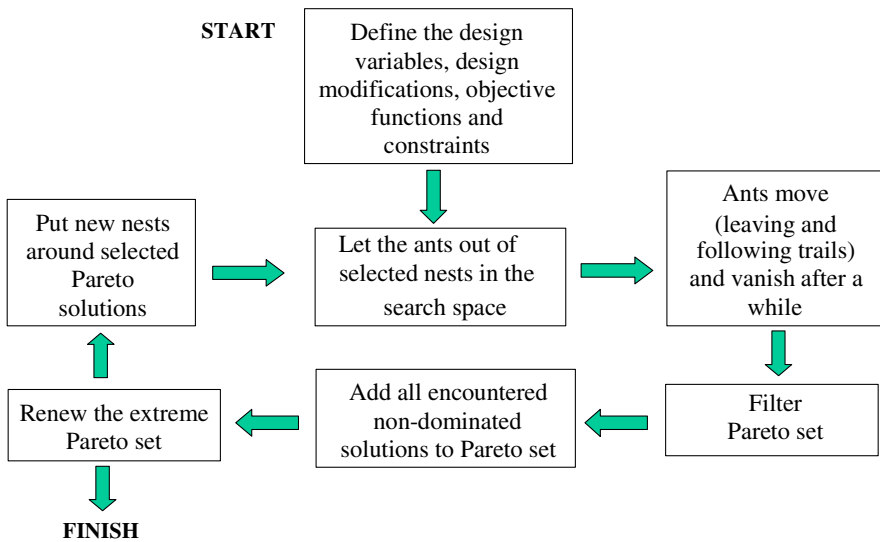 START
Define the design
variables, design
modifications, objective
functions and
constraints
Put new nests
around selected
Pareto
solutions
Let the ants out of
selected nests in the
search space
Ants move
(leaving and
following trails)
and vanish after a
while
Renew the extreme
Pareto set
Add all encountered
non-dominated
solutions to Pareto set
Filter
Pareto set
FINISH